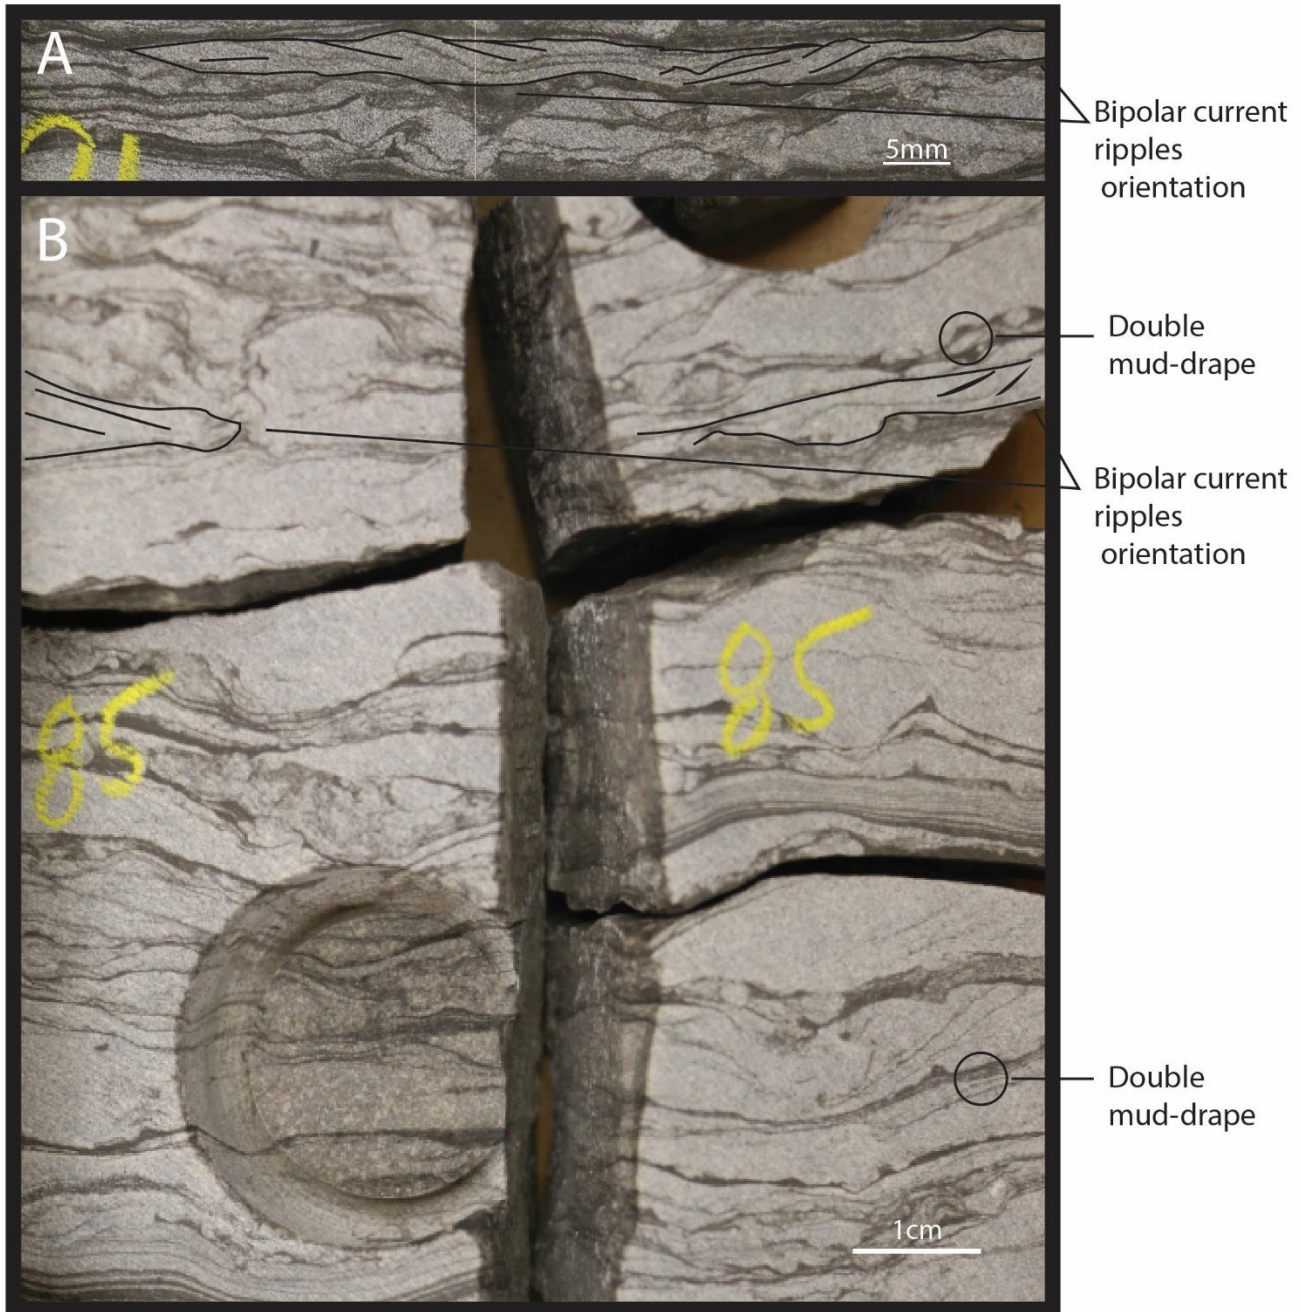 A
5mm
Bipolar current
ripples
orientation
B
Double
mud-drape
Bipolar current
ripples
orientation
85
85
Double
mud-drape
1cm